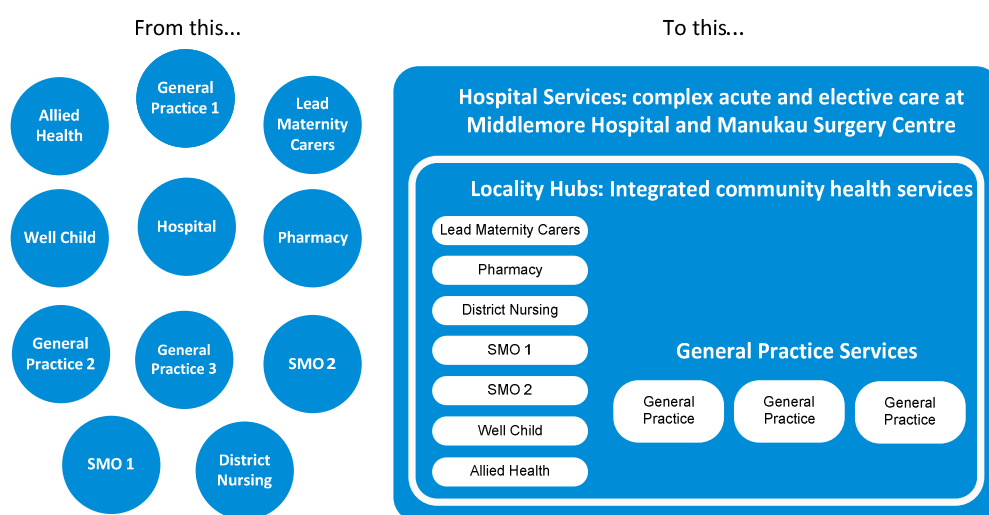 From this...
To this...
Allied
Health
General
Practice 1
Lead
Maternity
Carers
Well Child
Hospital
Pharmacy
General
Practice 2
General
Practice 3
SMO 2
SMO 1
District
Nursing
Hospital Services: complex acute and elective care at
Middlemore Hospital and Manukau Surgery Centre
Locality Hubs: Integrated community health services
Lead Maternity Carers
Pharmacy
District Nursing
SMO 1
SMO 2
Well Child
Allied Health
General Practice Services
General
Practice
General
Practice
General
Practice